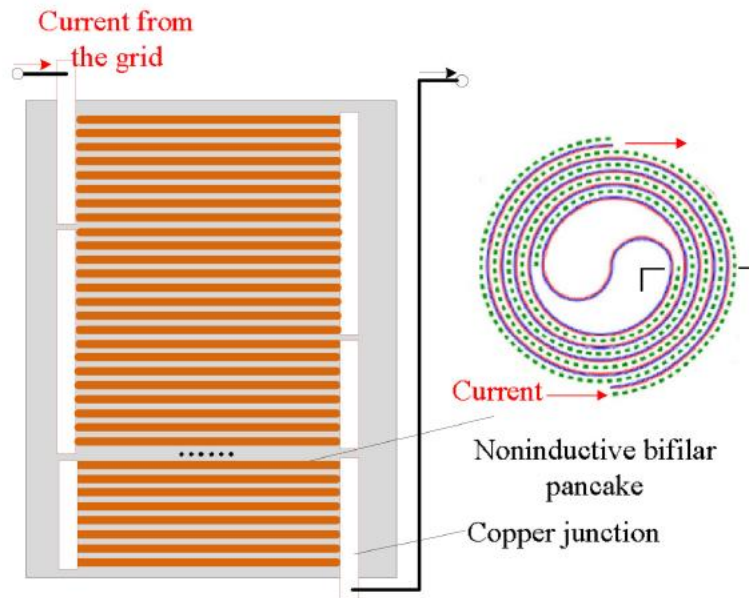 Current from
the grid
Current
Noninductive bifilar
pancake
Copper junction